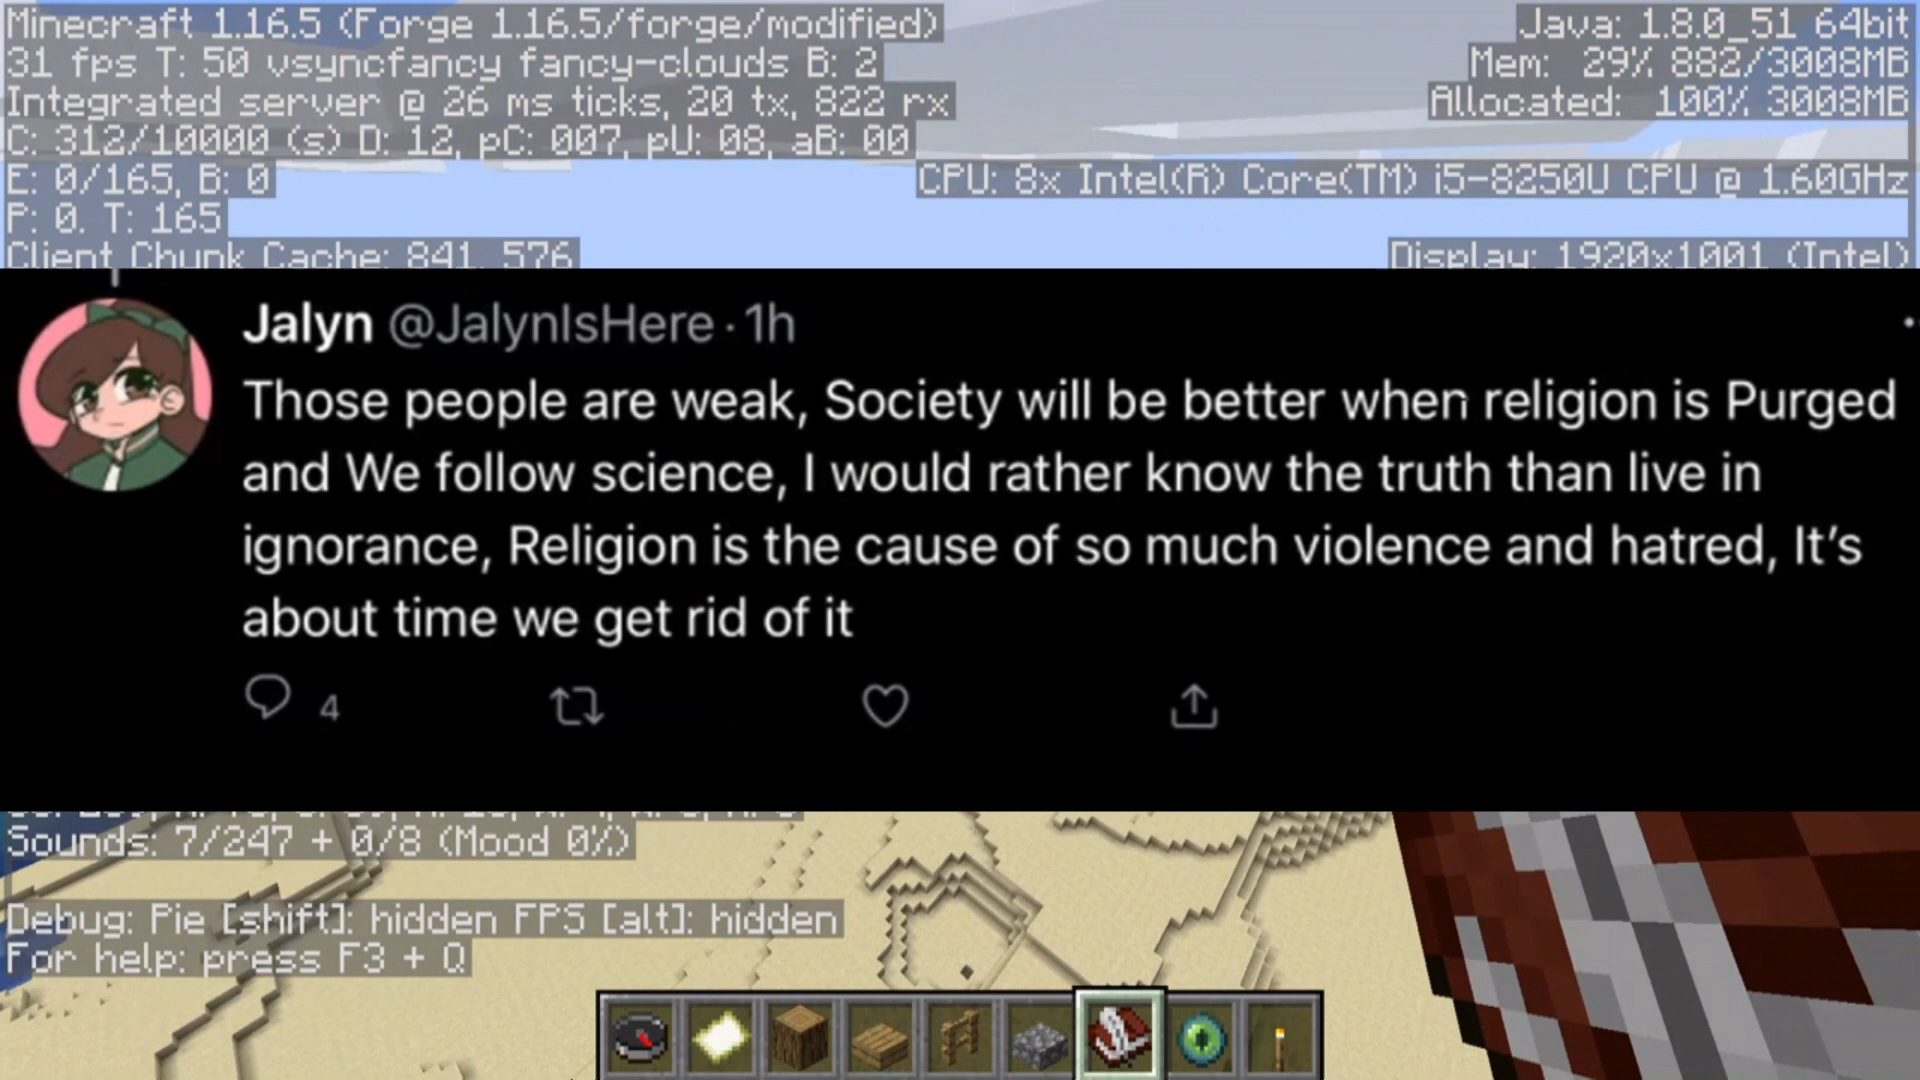 Minecraft 1.16.5 (Forge 1.16.5/forge/modified)
31 fps T: 50 vsyncfancy fancy-clouds B: 2
Integrated server @ 26 ms ticks, 20 tx, 822 rx
C: 312/10000 (s) D: 12, pC: 007, pU: 08, aB: 00
E: 0/165, B: 0
P: 0. T: 165
Client Chunk Cache: 841, 576
Java: 1.8.0_51 64bit
Mem: 29% 882/3008MB
Allocated: 100% 3008MB
CPU: 8x Intel(R) Core(TM) i5-8250U CPU @ 1.60GHz
Display: 1920x1001 (Intel)
Jalyn @JalynIsHere · 1h
Those people are weak, Society will be better when religion is Purged
and We follow science, I would rather know the truth than live in
ignorance, Religion is the cause of so much violence and hatred, It's
about time we get rid of it
4
Sounds: 7/247 + 0/8 (Mood 0%)
Debug: Pie [shift]: hidden FPS [alt]: hidden
For help: press F3 + Q